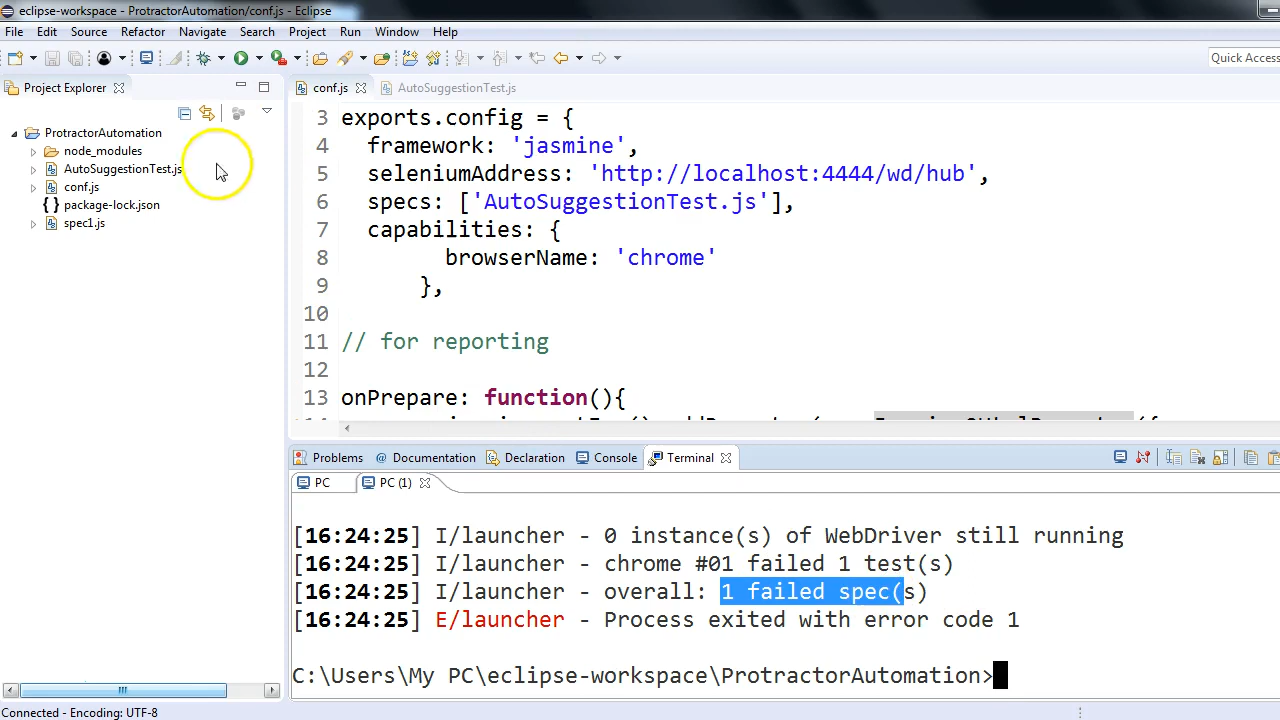 eclipse-workspace - ProtractorAutomation/conf.js - Eclipse
File Edit Source Refactor Navigate Search Project Run Window Help
Quick Access
Project Explorer
conf.js AutoSuggestionTest.js
ProtractorAutomation
node_modules
AutoSuggestionTest.js
conf.js
{ } package-lock.json
spec1.js
3 exports.config = {
4 framework: 'jasmine',
5 seleniumAddress: 'http://localhost:4444/wd/hub',
6 specs: ['AutoSuggestionTest.js'],
7 capabilities: {
8 browserName: 'chrome'
9 },
10
11 // for reporting
12
13 onPrepare: function(){
Problems @ Documentation Declaration Console Terminal
PC PC (1)
[16:24:25] I/launcher - 0 instance(s) of WebDriver still running
[16:24:25] I/launcher - chrome #01 failed 1 test(s)
[16:24:25] I/launcher - overall: 1 failed spec(s)
[16:24:25] E/launcher - Process exited with error code 1
C:\Users\My PC\eclipse-workspace\ProtractorAutomation>
Connected - Encoding: UTF-8